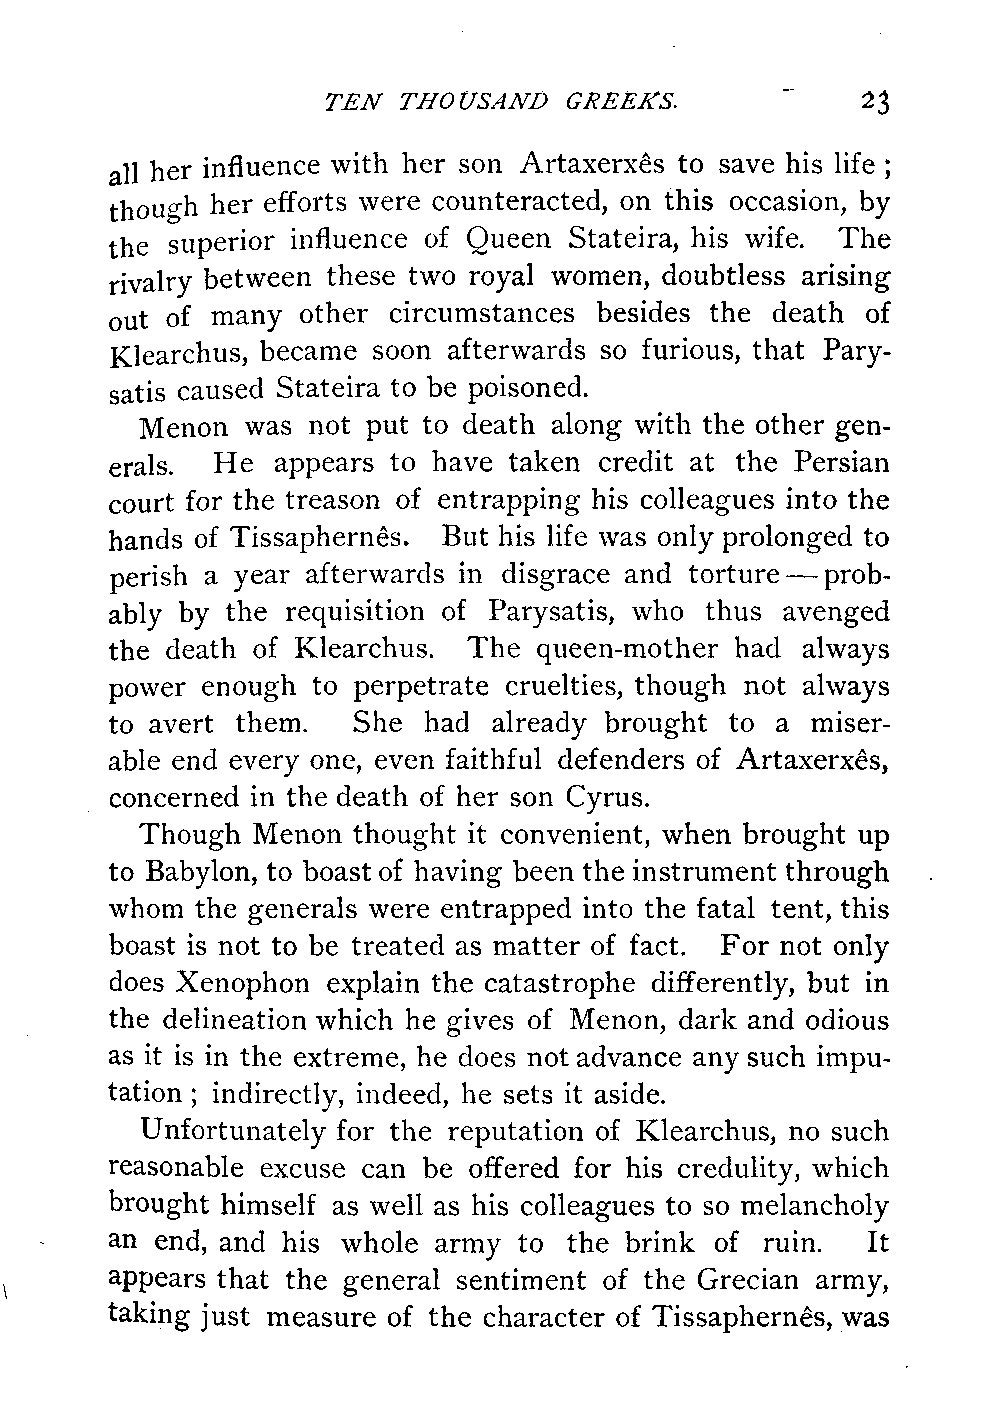 TEN THOUSAND GREEKS. 23
all her influence with her son Artaxerxês to save his life ;
though her efforts were counteracted, on this occasion, by
the superior influence of Queen Stateira, his wife. The
rivalry between these two royal women, doubtless arising
out of many other circumstances besides the death of
Klearchus, became soon afterwards so furious, that Pary-
satis caused Stateira to be poisoned.
Menon was not put to death along with the other gen-
erals. He appears to have taken credit at the Persian
court for the treason of entrapping his colleagues into the
hands of Tissaphernês. But his life was only prolonged to
perish a year afterwards in disgrace and torture — prob-
ably by the requisition of Parysatis, who thus avenged
the death of Klearchus. The queen-mother had always
power enough to perpetrate cruelties, though not always
to avert them. She had already brought to a miser-
able end every one, even faithful defenders of Artaxerxês,
concerned in the death of her son Cyrus.
Though Menon thought it convenient, when brought up
to Babylon, to boast of having been the instrument through
whom the generals were entrapped into the fatal tent, this
boast is not to be treated as matter of fact. For not only
does Xenophon explain the catastrophe differently, but in
the delineation which he gives of Menon, dark and odious
as it is in the extreme, he does not advance any such impu-
tation ; indirectly, indeed, he sets it aside.
Unfortunately for the reputation of Klearchus, no such
reasonable excuse can be offered for his credulity, which
brought himself as well as his colleagues to so melancholy
an end, and his whole army to the brink of ruin. It
appears that the general sentiment of the Grecian army,
taking just measure of the character of Tissaphernês, was